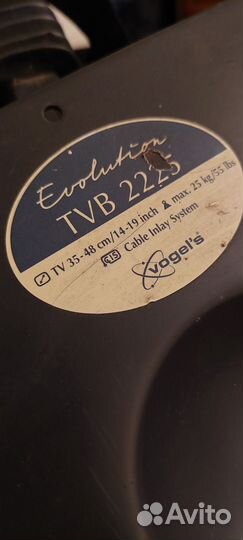 Evolution
TVB 2225
TV 35-48 cm/14-19 inch max. 25 kg/55 lbs
CIS Cable Inlay System
vogel's
Avito